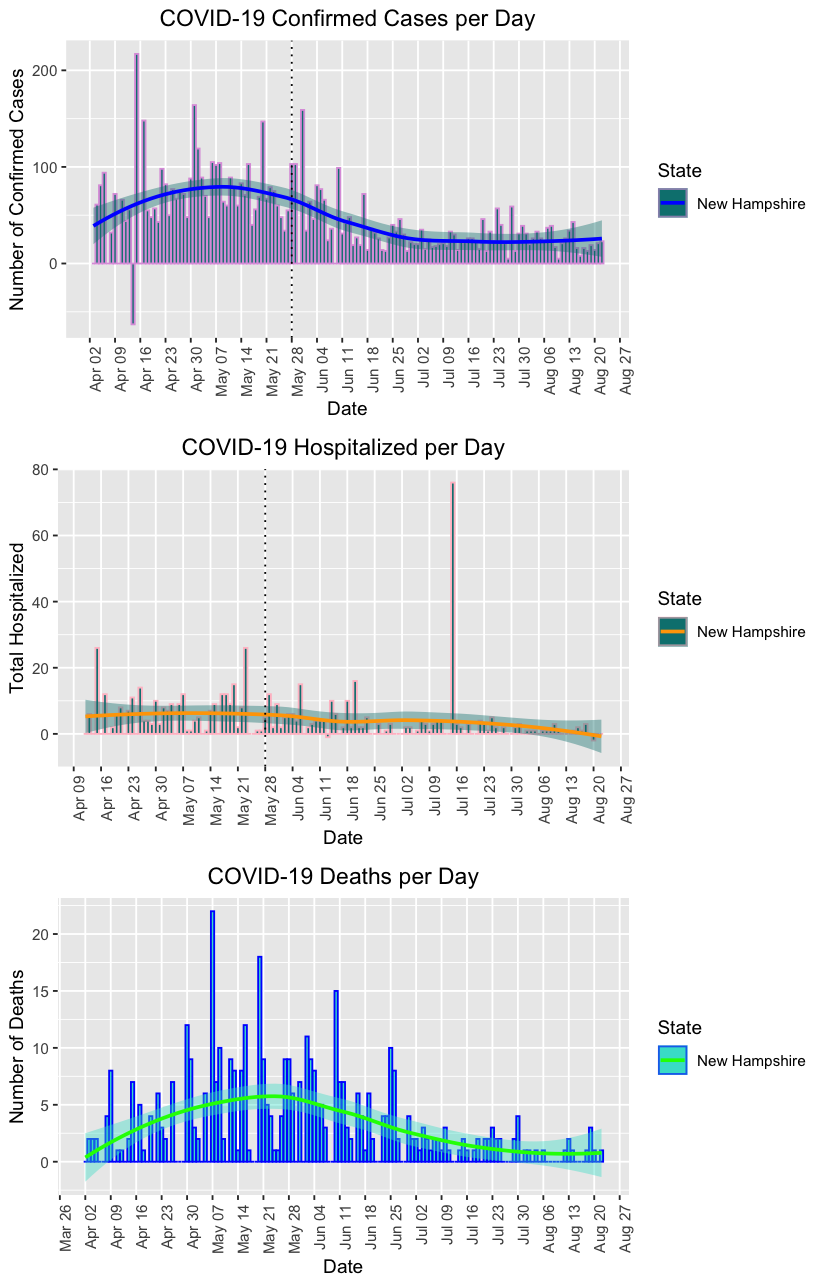 COVID-19 Confirmed Cases per Day
Number of Confirmed Cases
200
100
0
Apr 02 Apr 09 Apr 16 Apr 23 Apr 30 May 07 May 14 May 21 May 28 Jun 04 Jun 11 Jun 18 Jun 25 Jul 02 Jul 09 Jul 16 Jul 23 Jul 30 Aug 06 Aug 13 Aug 20 Aug 27
Date
State
New Hampshire
COVID-19 Hospitalized per Day
Total Hospitalized
80
60
40
20
0
Apr 09 Apr 16 Apr 23 Apr 30 May 07 May 14 May 21 May 28 Jun 04 Jun 11 Jun 18 Jun 25 Jul 02 Jul 09 Jul 16 Jul 23 Jul 30 Aug 06 Aug 13 Aug 20 Aug 27
Date
State
New Hampshire
COVID-19 Deaths per Day
Number of Deaths
20
15
10
5
0
Mar 26 Apr 02 Apr 09 Apr 16 Apr 23 Apr 30 May 07 May 14 May 21 May 28 Jun 04 Jun 11 Jun 18 Jun 25 Jul 02 Jul 09 Jul 16 Jul 23 Jul 30 Aug 06 Aug 13 Aug 20 Aug 27
Date
State
New Hampshire